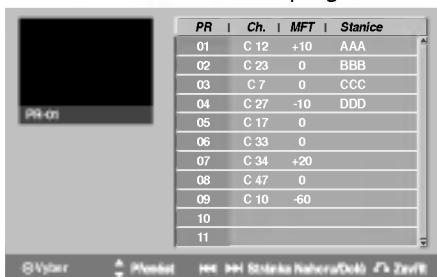 PR | Ch. | MFT | Stanice
01 C 12 +10 AAA
02 C 23 0 BBB
03 C 7 0 CCC
04 C 27 -10 DDD
PR-01
05 C 17 0
06 C 33 0
07 C 34 +20
08 C 47 0
09 C 10 -60
10
11
Výber Přenést Stránka Nahoru/Dolů Zavřít